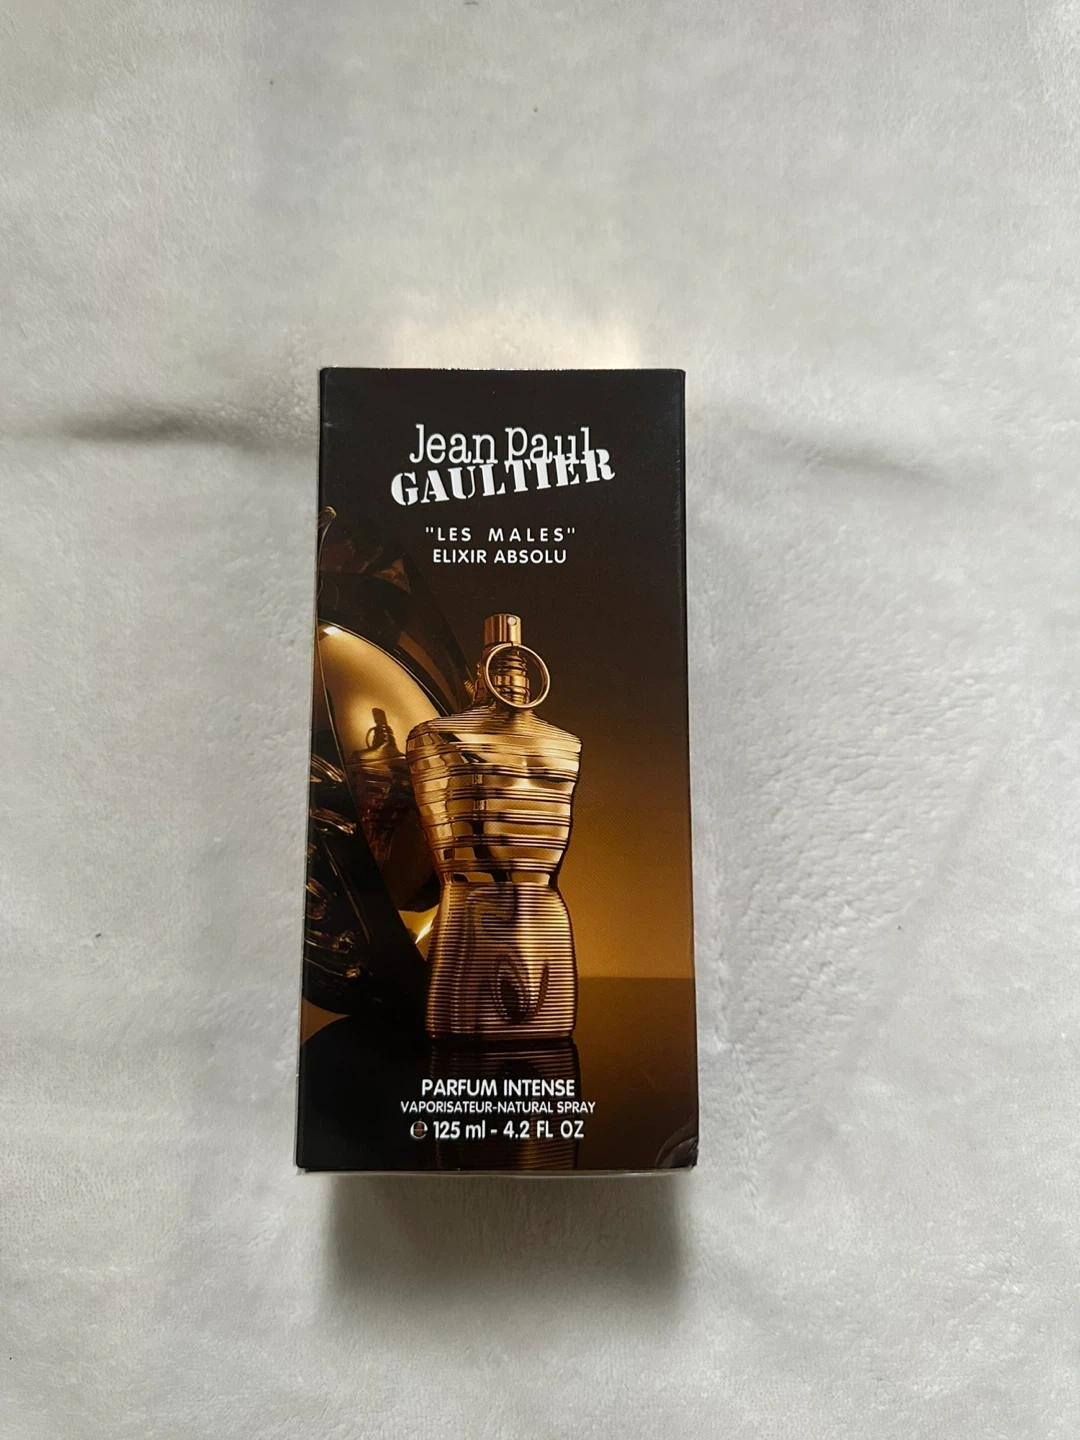 Jean Paul
GAULTIER
"LES MALES"
ELIXIR ABSOLU
PARFUM INTENSE
VAPORISATEUR-NATURAL SPRAY
℮ 125 ml - 4.2 FL OZ